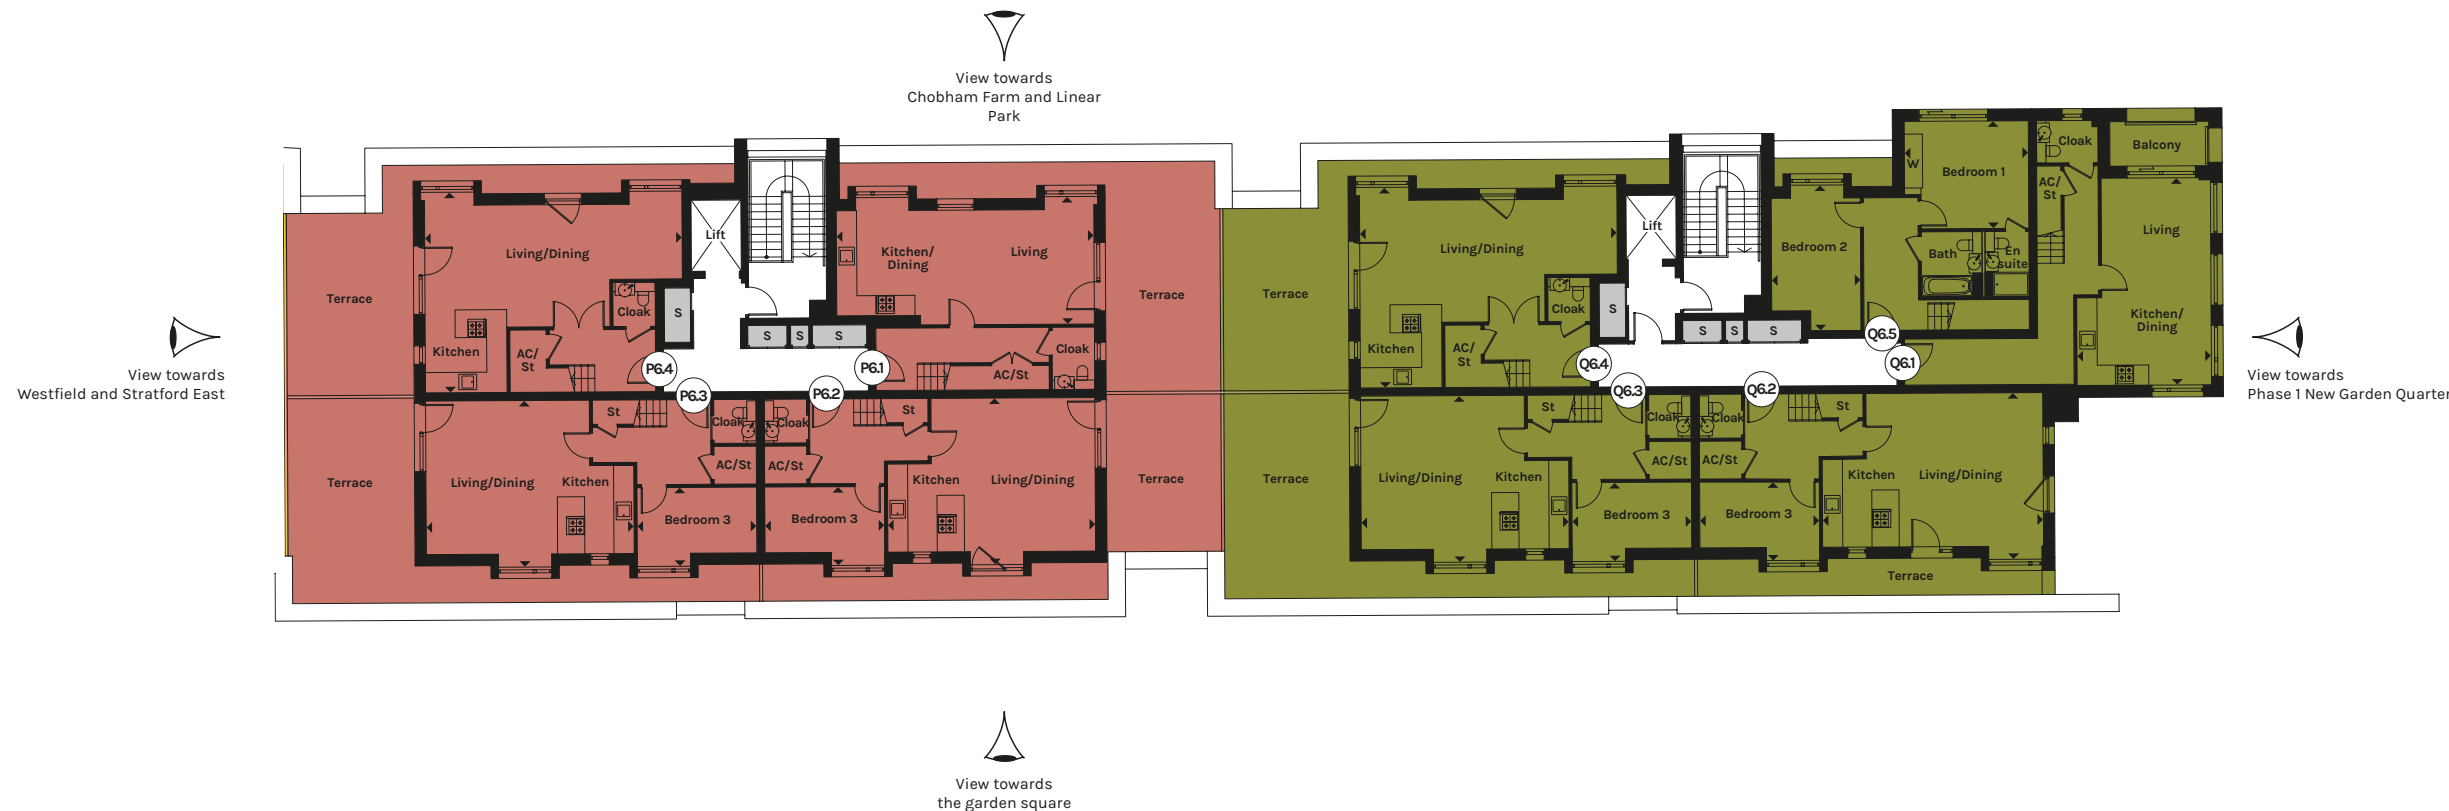 View towards
Chobham Farm and Linear
Park
View towards
Westfield and Stratford East
View towards
Phase 1 New Garden Quarter
View towards
the garden square
Terrace
Living/Dining
Kitchen
AC/
St
Cloak
S
Lift
P6.4
S
S
S
Kitchen/
Dining
Living
Terrace
P6.1
AC/St
Cloak
Terrace
Living/Dining
Kitchen
St
P6.3
Cloak
AC/St
Bedroom 3
P6.2
Cloak
AC/St
Bedroom 3
St
Kitchen
Living/Dining
Terrace
Terrace
Living/Dining
Kitchen
AC/
St
Cloak
S
Lift
Q6.4
S
S
S
Bedroom 2
W
Bedroom 1
Bath
En
suite
Q6.5
Q6.1
AC/
St
Cloak
Balcony
Living
Kitchen/
Dining
Terrace
Living/Dining
Kitchen
St
Q6.3
Cloak
AC/St
Bedroom 3
Q6.2
Cloak
AC/St
Bedroom 3
St
Kitchen
Living/Dining
Terrace